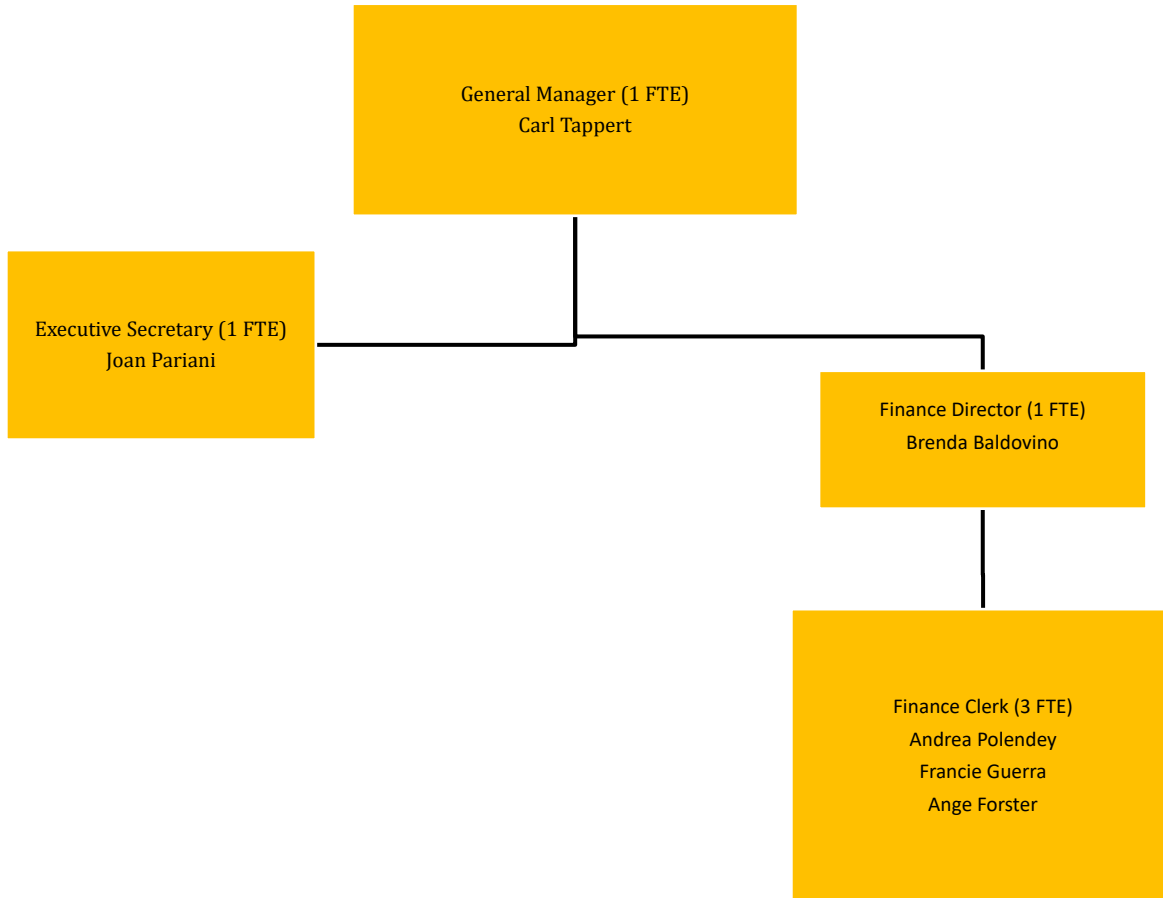 General Manager (1 FTE)
Carl Tappert
Executive Secretary (1 FTE)
Joan Pariani
Finance Director (1 FTE)
Brenda Baldovino
Finance Clerk (3 FTE)
Andrea Polendey
Francie Guerra
Ange Forster